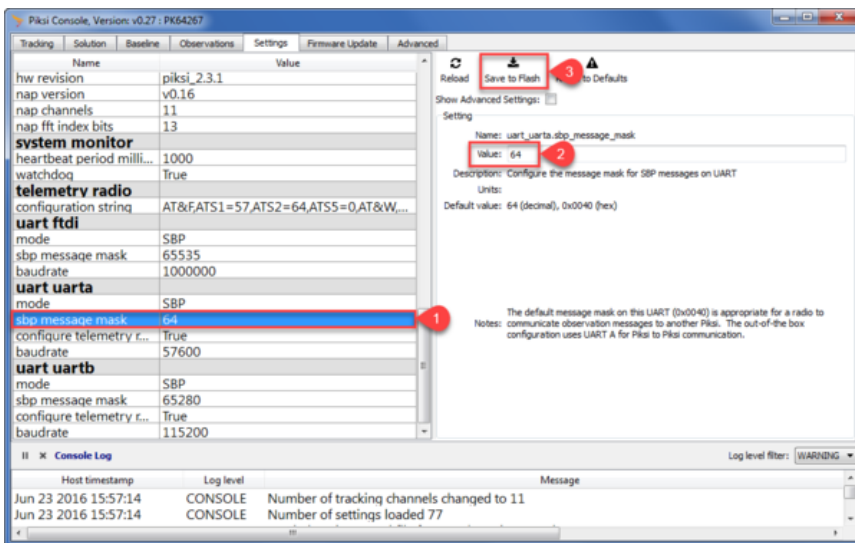 Piksi Console, Version: v0.27 : PK64267
Tracking Solution Baseline Observations Settings Firmware Update Advanced
Name Value
hw revision piksi_2.3.1
nap version v0.16
nap channels 11
nap fft index bits 13
system monitor
heartbeat period milli... 1000
watchdog True
telemetry radio
configuration string AT&F,ATS1=57,ATS2=64,ATS5=0,AT&W,...
uart ftdi
mode SBP
sbp message mask 65535
baudrate 1000000
uart uarta
mode SBP
sbp message mask 64
configure telemetry r... True
baudrate 57600
uart uartb
mode SBP
sbp message mask 65280
configure telemetry r... True
baudrate 115200
1
Reload Save to Flash 3 to Defaults
Show Advanced Settings:
Setting
Name: uart_uarta.sbp_message_mask
Value: 64 2
Description: Configure the message mask for SBP messages on UART
Units:
Default value: 64 (decimal), 0x0040 (hex)
The default message mask on this UART (0x0040) is appropriate for a radio to
Notes: communicate observation messages to another Piksi. The out-of-the box
configuration uses UART A for Piksi to Piksi communication.
Console Log Log level filter: WARNING
Host timestamp Log level Message
Jun 23 2016 15:57:14 CONSOLE Number of tracking channels changed to 11
Jun 23 2016 15:57:14 CONSOLE Number of settings loaded 77